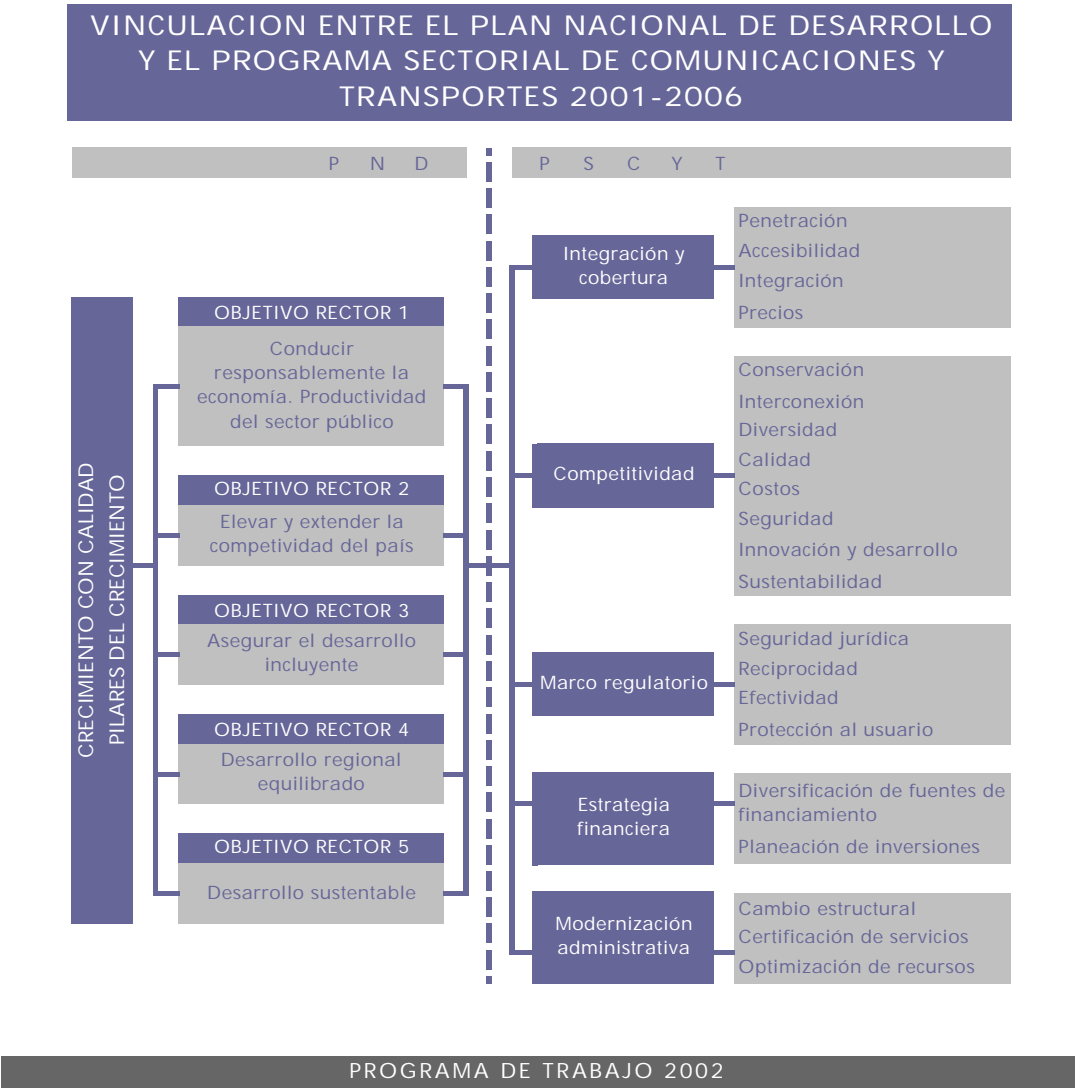 VINCULACION ENTRE EL PLAN NACIONAL DE DESARROLLO
Y EL PROGRAMA SECTORIAL DE COMUNICACIONES Y
TRANSPORTES 2001-2006
P N D
P S C Y T
CRECIMIENTO CON CALIDAD
PILARES DEL CRECIMIENTO
OBJETIVO RECTOR 1
Conducir
responsablemente la
economía. Productividad
del sector público
OBJETIVO RECTOR 2
Elevar y extender la
competividad del país
OBJETIVO RECTOR 3
Asegurar el desarrollo
incluyente
OBJETIVO RECTOR 4
Desarrollo regional
equilibrado
OBJETIVO RECTOR 5
Desarrollo sustentable
Integración y
cobertura
Penetración
Accesibilidad
Integración
Precios
Competitividad
Conservación
Interconexión
Diversidad
Calidad
Costos
Seguridad
Innovación y desarrollo
Sustentabilidad
Marco regulatorio
Seguridad jurídica
Reciprocidad
Efectividad
Protección al usuario
Estrategia
financiera
Diversificación de fuentes de
financiamiento
Planeación de inversiones
Modernización
administrativa
Cambio estructural
Certificación de servicios
Optimización de recursos
PROGRAMA DE TRABAJO 2002